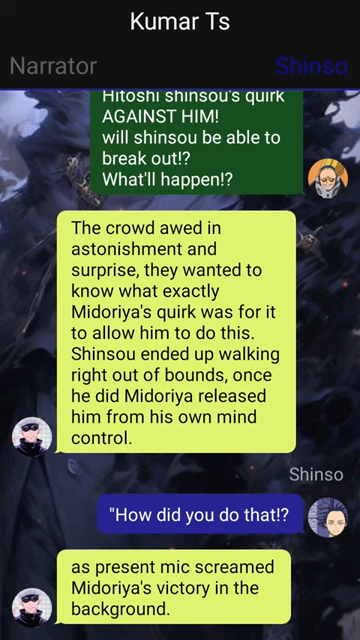 Kumar Ts
Narrator Shinso
Hitoshi shinsou's quirk
AGAINST HIM!
will shinsou be able to
break out!?
What'll happen!?
The crowd awed in
astonishment and
surprise, they wanted to
know what exactly
Midoriya's quirk was for it
to allow him to do this.
Shinsou ended up walking
right out of bounds, once
he did Midoriya released
him from his own mind
control.
Shinso
"How did you do that!?
as present mic screamed
Midoriya's victory in the
background.